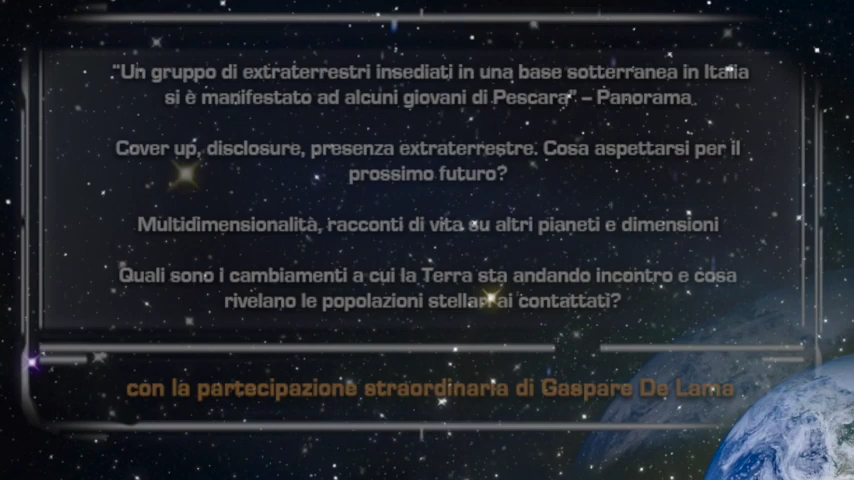 "Un gruppo di extraterrestri insediati in una base sotterranea in Italia
si è manifestato ad alcuni giovani di Pescara" – Panorama
Cover up, disclosure, presenza extraterrestre. Cosa aspettarsi per il
prossimo futuro?
Multidimensionalità, racconti di vita su altri pianeti e dimensioni
Quali sono i cambiamenti a cui la Terra sta andando incontro e cosa
rivelano le popolazioni stellari ai contattati?
con la partecipazione straordinaria di Gaspare De Lama